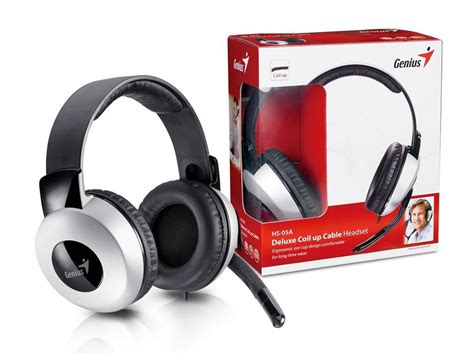 Genius
Coil up
Genius
HS-05A
Deluxe Coil up Cable Headset
Ergonomic ear cup design comfortable
for long time wear